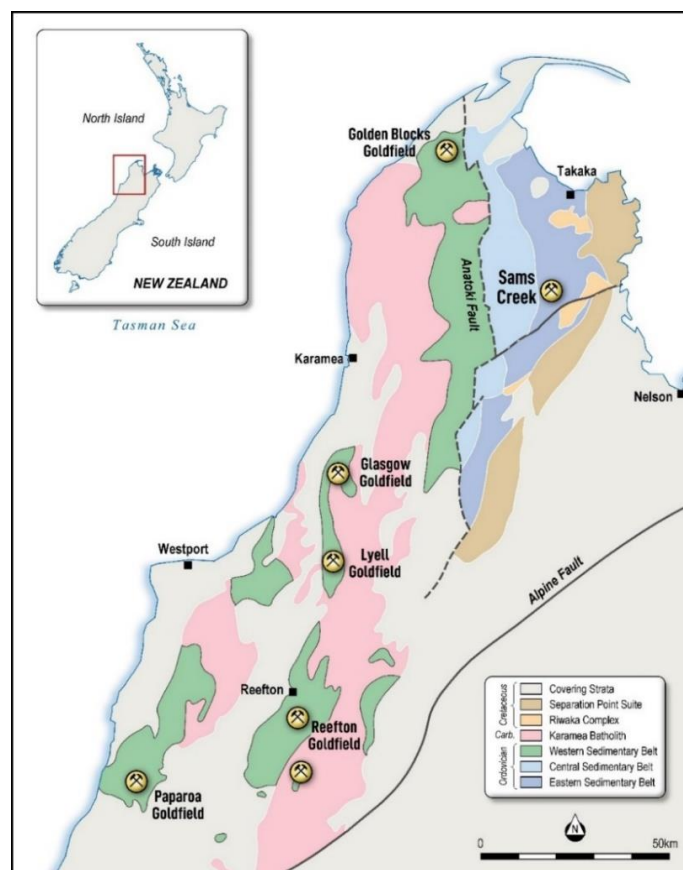 North Island
South Island
NEW ZEALAND
Tasman Sea
Golden Blocks
Goldfield
Takaka
Anatoki Fault
Sams
Creek
Karamea
Nelson
Glasgow
Goldfield
Westport
Lyell
Goldfield
Alpine Fault
Reefton
Reefton
Goldfield
Paparoa
Goldfield
Cretaceous
Covering Strata
Separation Point Suite
Riwaka Complex
Carb.
Karamea Batholith
Ordovician
Western Sedimentary Belt
Central Sedimentary Belt
Eastern Sedimentary Belt
N
0
50km